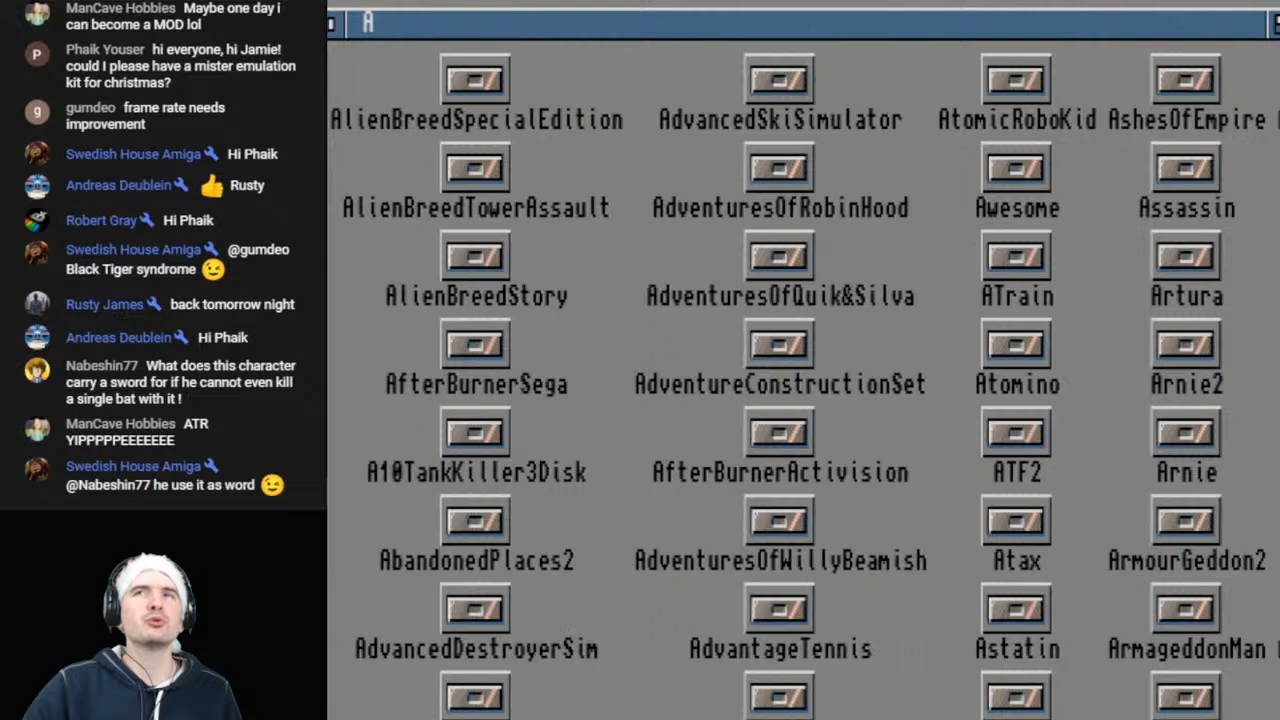 ManCave Hobbies Maybe one day i
can become a MOD lol
P
Phaik Youser hi everyone, hi Jamie!
could I please have a mister emulation
kit for christmas?
g
gumdeo frame rate needs
improvement
Swedish House Amiga Hi Phaik
Andreas Deublein 👍 Rusty
Robert Gray Hi Phaik
Swedish House Amiga @gumdeo
Black Tiger syndrome 😉
Rusty James back tomorrow night
Andreas Deublein Hi Phaik
Nabeshin77 What does this character
carry a sword for if he cannot even kill
a single bat with it !
ManCave Hobbies ATR
YIPPPPPEEEEEEE
Swedish House Amiga
@Nabeshin77 he use it as word 😉
A
AlienBreedSpecialEdition AdvancedSkiSimulator AtomicRoboKid AshesOfEmpire
AlienBreedTowerAssault AdventuresOfRobinHood Awesome Assassin
AlienBreedStory AdventuresOfQuik&Silva ATrain Artura
AfterBurnerSega AdventureConstructionSet Atomino Arnie2
A10TankKiller3Disk AfterBurnerActivision ATF2 Arnie
AbandonedPlaces2 AdventuresOfWillyBeamish Atax ArmourGeddon2
AdvancedDestroyerSim AdvantageTennis Astatin ArmageddonMan